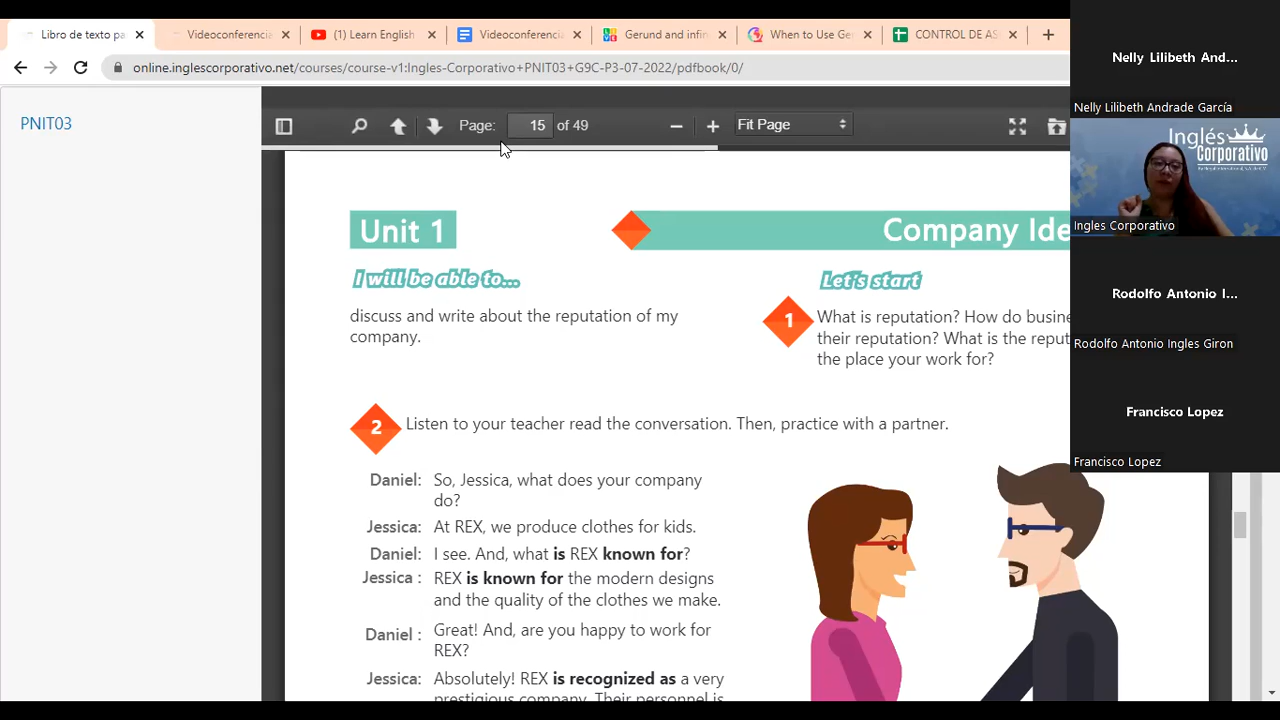 Libro de texto pa
Videoconferencia
(1) Learn English
Videoconferencia
Gerund and infin
When to Use Ge
CONTROL DE AS
online.inglescorporativo.net/courses/course-v1:Ingles-Corporativo+PNIT03+G9C-P3-07-2022/pdfbook/0/
PNIT03
Page: 15 of 49
Fit Page
Unit 1
Company Ide
I will be able to...
discuss and write about the reputation of my
company.
Let's start
1
What is reputation? How do busine
their reputation? What is the reput
the place your work for?
2
Listen to your teacher read the conversation. Then, practice with a partner.
Daniel: So, Jessica, what does your company
do?
Jessica: At REX, we produce clothes for kids.
Daniel: I see. And, what is REX known for?
Jessica : REX is known for the modern designs
and the quality of the clothes we make.
Daniel : Great! And, are you happy to work for
REX?
Jessica: Absolutely! REX is recognized as a very
prestigious company. Their personnel is
Nelly Lilibeth And...
Nelly Lilibeth Andrade García
Inglés
Corporativo
Ingles Corporativo
Rodolfo Antonio I...
Rodolfo Antonio Ingles Giron
Francisco Lopez
Francisco Lopez